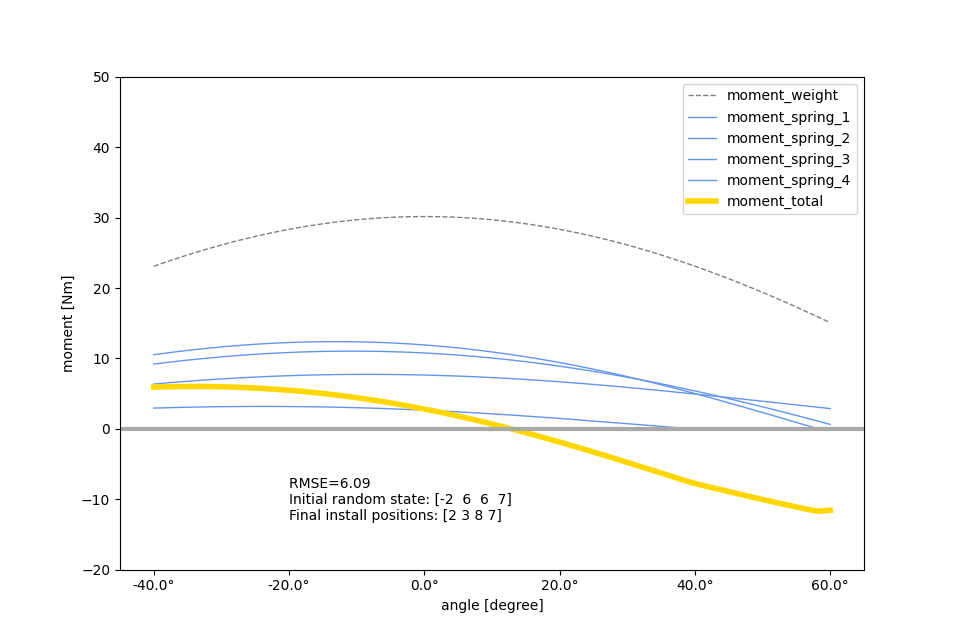 50
40
30
20
10
0
−10
−20
moment [Nm]
moment_weight
moment_spring_1
moment_spring_2
moment_spring_3
moment_spring_4
moment_total
RMSE=6.09
Initial random state: [-2  6  6  7]
Final install positions: [2 3 8 7]
-40.0° -20.0° 0.0° 20.0° 40.0° 60.0°
angle [degree]